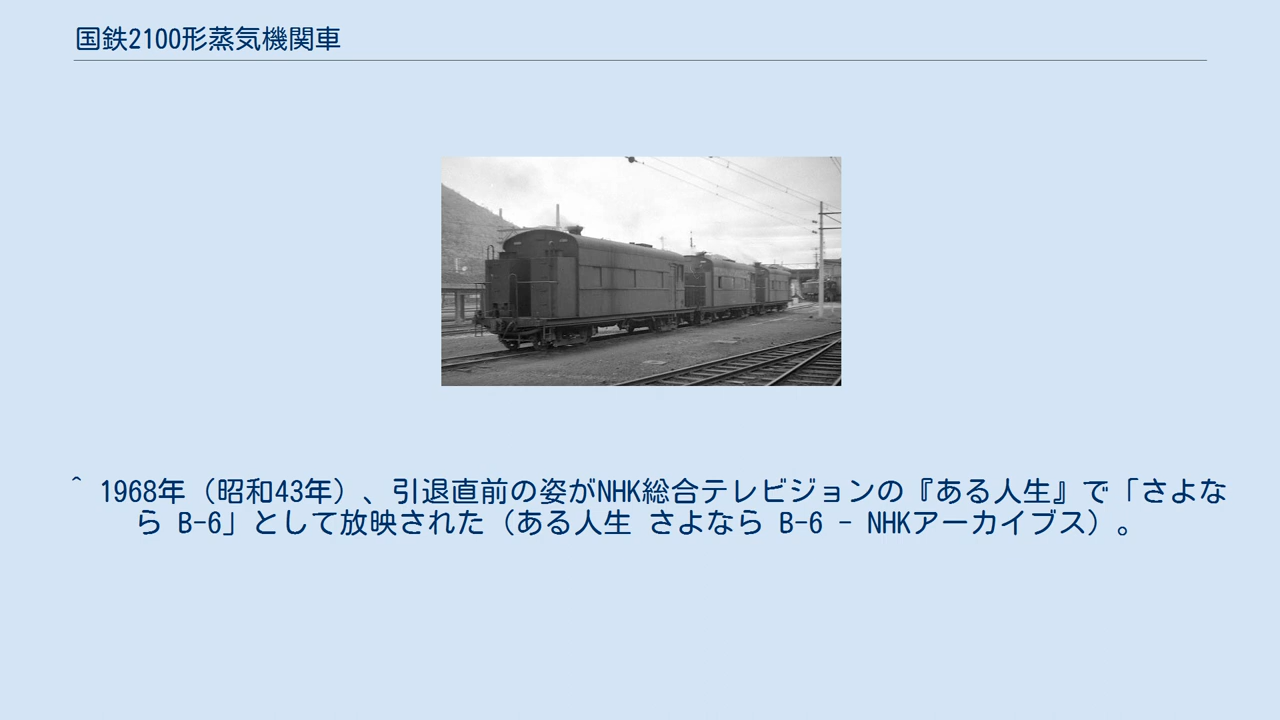 国鉄2100形蒸気機関車
^ 1968年（昭和43年）、引退直前の姿がNHK総合テレビジョンの『ある人生』で「さよな
ら B-6」として放映された（ある人生 さよなら B-6 - NHKアーカイブス）。